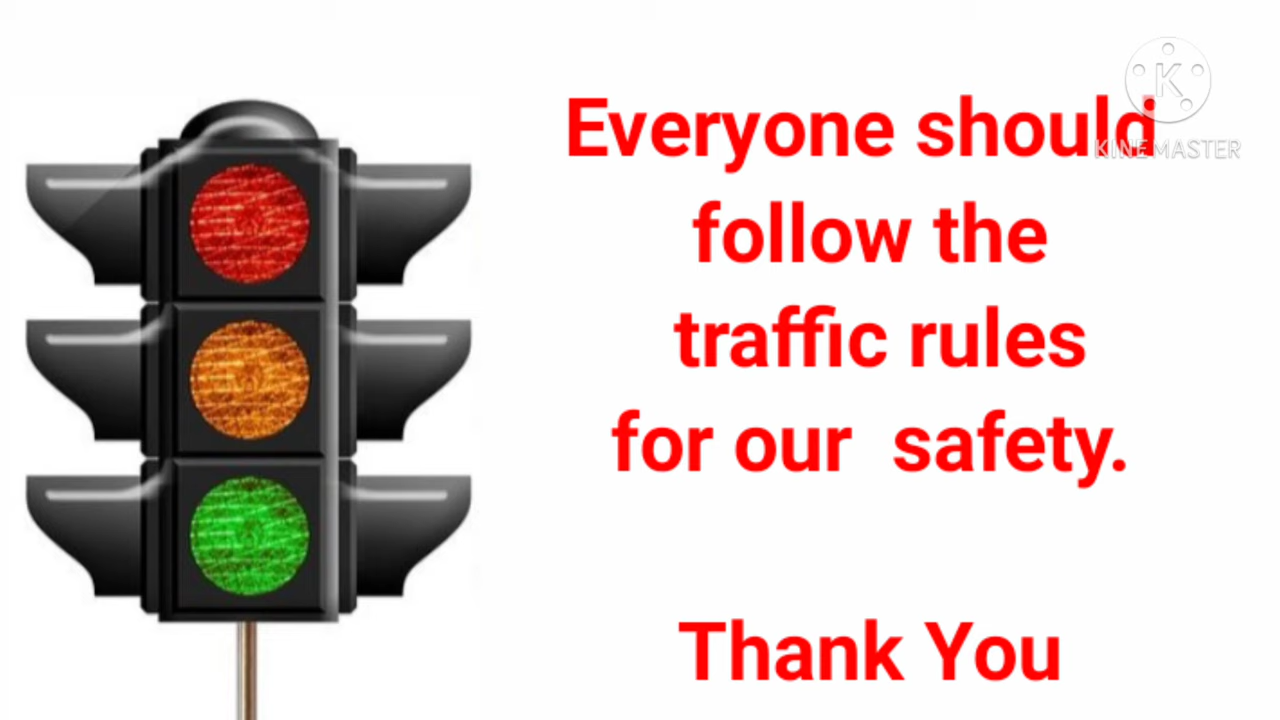 Everyone should
KINEMASTER
follow the
traffic rules
for our  safety.
Thank You